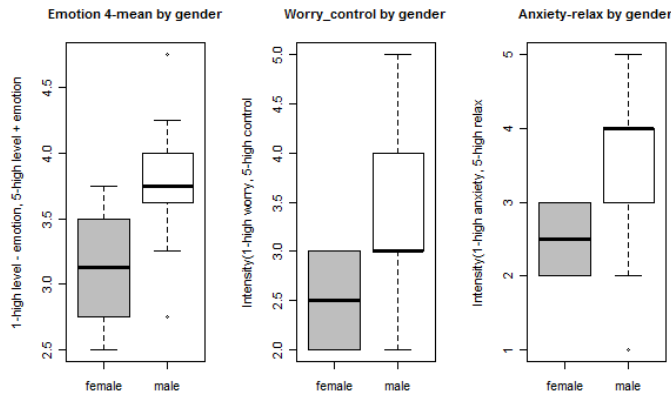 Emotion 4-mean by gender
1-high level - emotion, 5-high level + emotion
4.5
4.0
3.5
3.0
2.5
female male
Worry_control by gender
Intensity(1-high worry, 5-high control
5.0
4.5
4.0
3.5
3.0
2.5
2.0
female male
Anxiety-relax by gender
Intensity(1-high anxiety, 5-high relax
5
4
3
2
1
female male